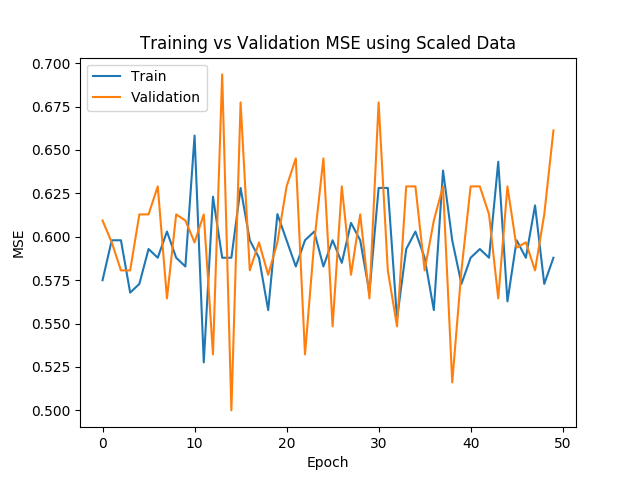 Training vs Validation MSE using Scaled Data
Train
Validation
0.700
0.675
0.650
0.625
0.600
0.575
0.550
0.525
0.500
MSE
0 10 20 30 40 50
Epoch